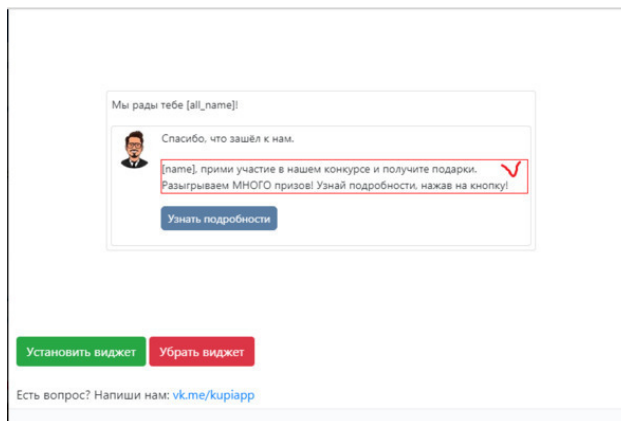 Мы рады тебе [all_name]!
Спасибо, что зашёл к нам.
[name], прими участие в нашем конкурсе и получите подарки.
Разыгрываем МНОГО призов! Узнай подробности, нажав на кнопку!
Узнать подробности
Установить виджет Убрать виджет
Есть вопрос? Напиши нам: vk.me/kupiapp